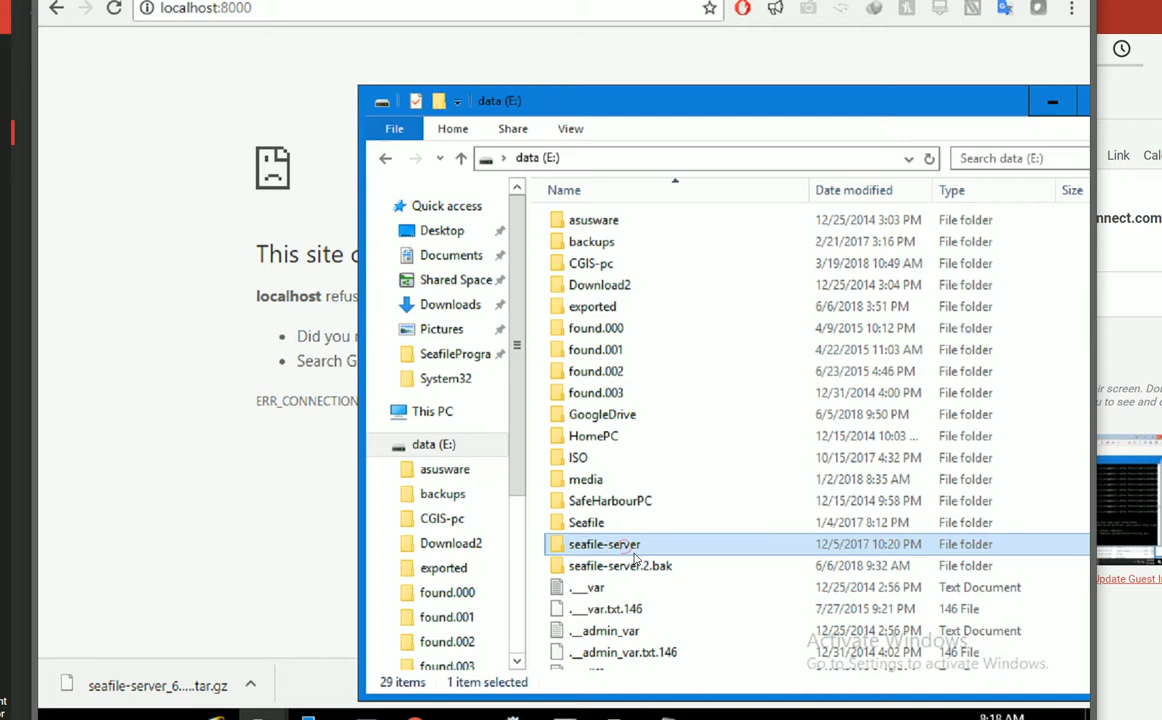 localhost:8000
data (E:)
File Home Share View
data (E:)
Search data (E:)
Link
Name Date modified Type Size
Quick access
Desktop
Documents
Shared Space
Downloads
Pictures
SeafileProgra
System32
This PC
data (E:)
asusware
backups
CGIS-pc
Download2
exported
found.000
found.001
found.002
found.003
asusware 12/25/2014 3:03 PM File folder
backups 2/21/2017 3:16 PM File folder
CGIS-pc 3/19/2018 10:49 AM File folder
Download2 12/25/2014 3:04 PM File folder
exported 6/6/2018 3:51 PM File folder
found.000 4/9/2015 10:12 PM File folder
found.001 4/22/2015 11:03 AM File folder
found.002 6/23/2015 4:46 PM File folder
found.003 12/31/2014 4:00 PM File folder
GoogleDrive 6/5/2018 9:50 PM File folder
HomePC 12/15/2014 10:03 ... File folder
ISO 10/15/2017 4:32 PM File folder
media 1/2/2018 8:35 AM File folder
SafeHarbourPC 12/15/2014 9:58 PM File folder
Seafile 1/4/2017 8:12 PM File folder
seafile-server 12/5/2017 10:20 PM File folder
seafile-server.2.bak 6/6/2018 9:32 AM File folder
.__var 12/25/2014 2:56 PM Text Document
.__var.txt.146 7/27/2015 9:21 PM 146 File
.__admin_var 12/25/2014 2:56 PM Text Document
.__admin_var.txt.146 12/31/2014 4:02 PM 146 File
29 items 1 item selected
This site c
localhost refus
Did you
Search G
ERR_CONNECTION
seafile-server_6.....tar.gz
Activate Windows
Go to Settings to activate Windows.
nnect.com
8:18 AM